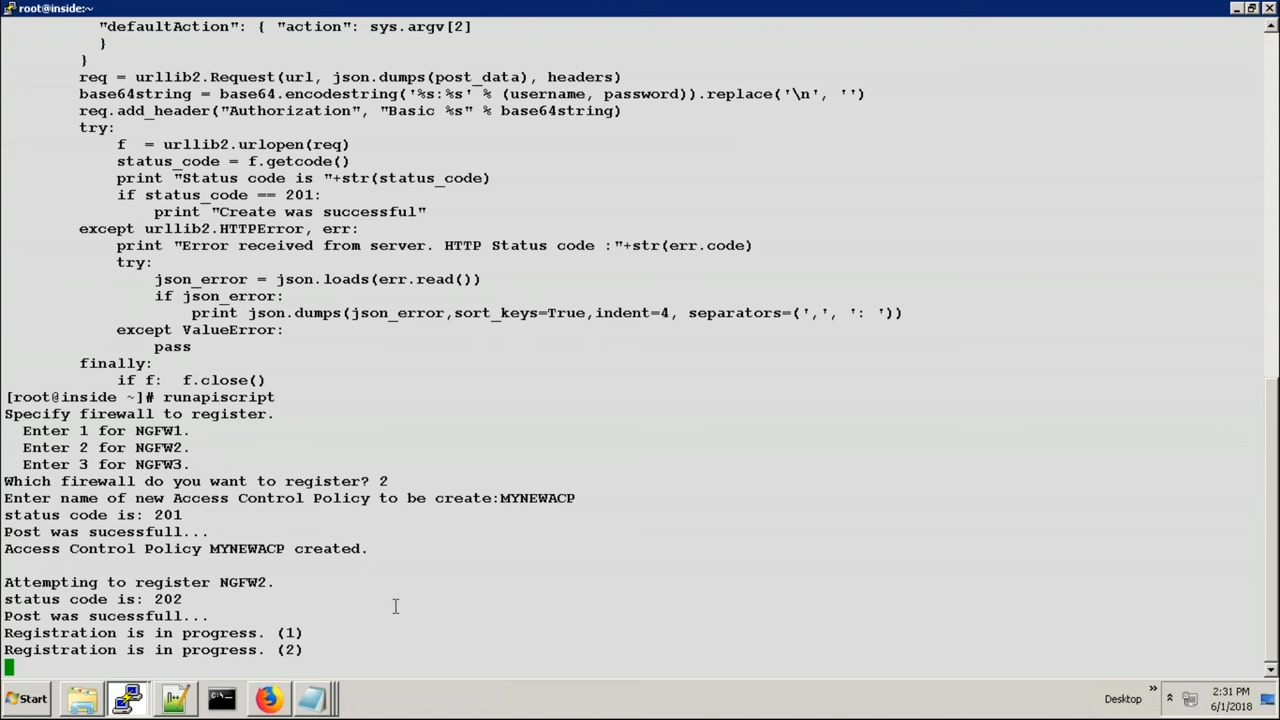 root@inside:~
"defaultAction": { "action": sys.argv[2]
}
}
req = urllib2.Request(url, json.dumps(post_data), headers)
base64string = base64.encodestring('%s:%s' % (username, password)).replace('\n', '')
req.add_header("Authorization", "Basic %s" % base64string)
try:
f  = urllib2.urlopen(req)
status_code = f.getcode()
print "Status code is "+str(status_code)
if status_code == 201:
print "Create was successful"
except urllib2.HTTPError, err:
print "Error received from server. HTTP Status code :"+str(err.code)
try:
json_error = json.loads(err.read())
if json_error:
print json.dumps(json_error,sort_keys=True,indent=4, separators=(',', ': '))
except ValueError:
pass
finally:
if f:  f.close()
[root@inside ~]# runapiscript
Specify firewall to register.
Enter 1 for NGFW1.
Enter 2 for NGFW2.
Enter 3 for NGFW3.
Which firewall do you want to register? 2
Enter name of new Access Control Policy to be create:MYNEWACP
status code is: 201
Post was sucessfull...
Access Control Policy MYNEWACP created.
Attempting to register NGFW2.
status code is: 202
Post was sucessfull...
Registration is in progress. (1)
Registration is in progress. (2)
Start
Desktop
2:31 PM
6/1/2018